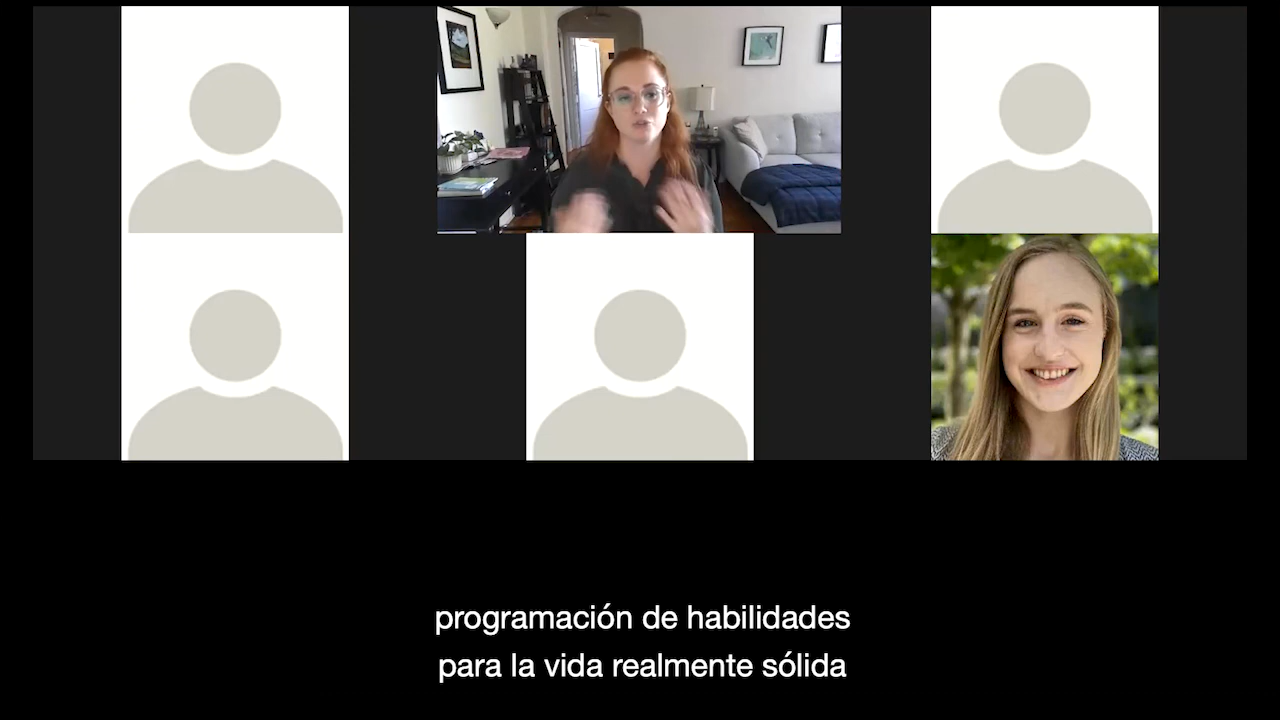 programación de habilidades
para la vida realmente sólida